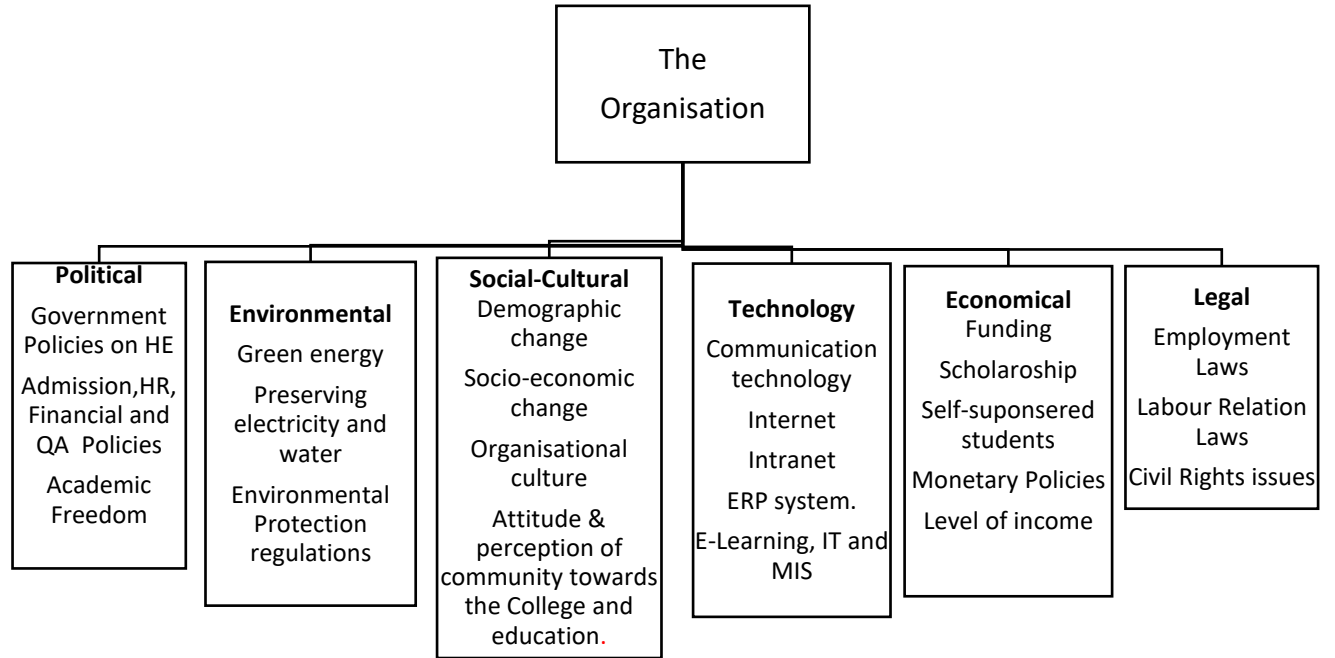 The
Organisation
Political
Government
Policies on HE
Admission,HR,
Financial and
QA Policies
Academic
Freedom
Environmental
Green energy
Preserving
electricity and
water
Environmental
Protection
regulations
Social-Cultural
Demographic
change
Socio-economic
change
Organisational
culture
Attitude &
perception of
community towards
the College and
education.
Technology
Communication
technology
Internet
Intranet
ERP system.
E-Learning, IT and
MIS
Economical
Funding
Scholaroship
Self-suponsered
students
Monetary Policies
Level of income
Legal
Employment
Laws
Labour Relation
Laws
Civil Rights issues